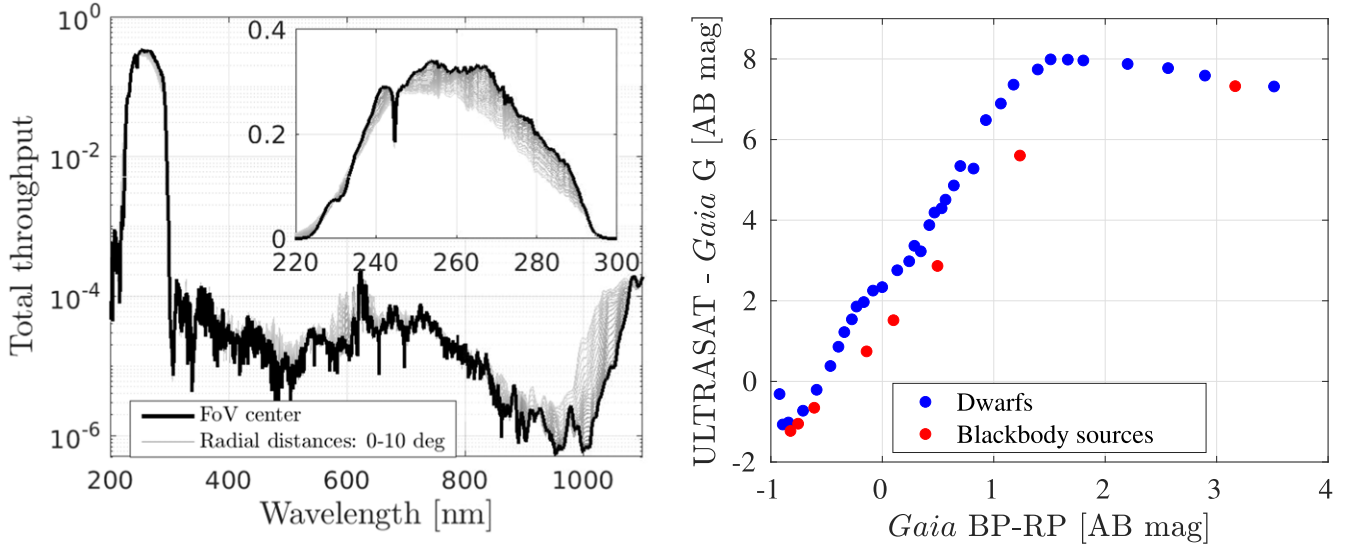 10^0
10^-2
10^-4
10^-6
Total throughput
0.4
0.2
0
220 240 260 280 300
FoV center
Radial distances: 0-10 deg
200 400 600 800 1000
Wavelength [nm]
ULTRASAT - Gaia G [AB mag]
8
6
4
2
0
-2
Dwarfs
Blackbody sources
-1 0 1 2 3 4
Gaia BP-RP [AB mag]